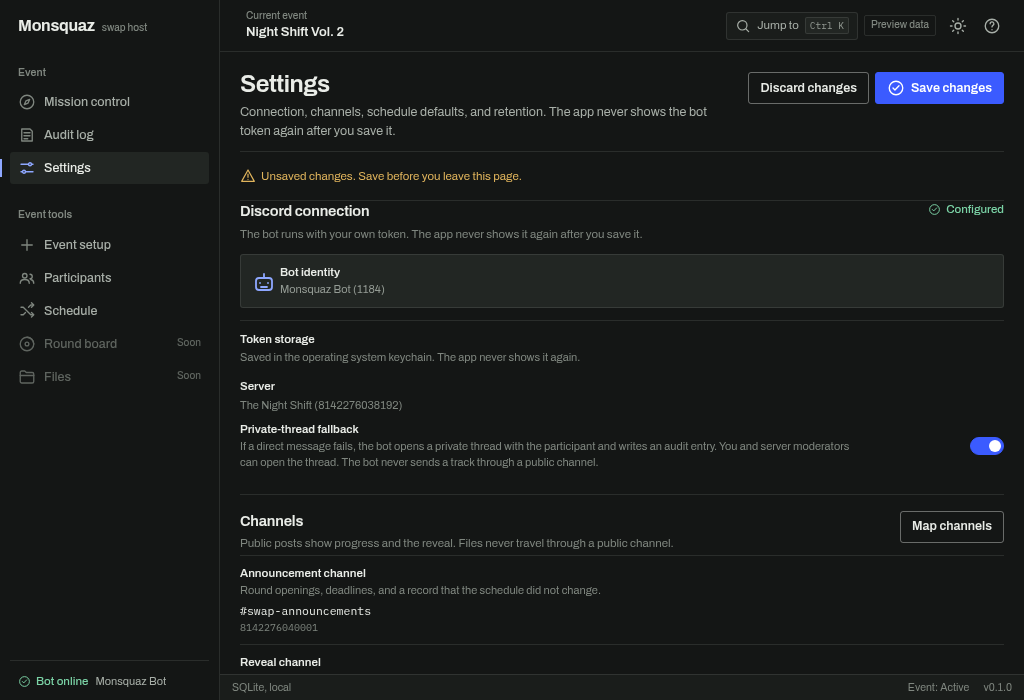 Monsquaz swap host
Event
Mission control
Audit log
Settings
Event tools
Event setup
Participants
Schedule
Round board Soon
Files Soon
Bot online Monsquaz Bot
Current event
Night Shift Vol. 2
Jump to Ctrl K
Preview data
Settings
Connection, channels, schedule defaults, and retention. The app never shows the bot
token again after you save it.
Discard changes
Save changes
Unsaved changes. Save before you leave this page.
Discord connection
Configured
The bot runs with your own token. The app never shows it again after you save it.
Bot identity
Monsquaz Bot (1184)
Token storage
Saved in the operating system keychain. The app never shows it again.
Server
The Night Shift (8142276038192)
Private-thread fallback
If a direct message fails, the bot opens a private thread with the participant and writes an audit entry. You and server moderators
can open the thread. The bot never sends a track through a public channel.
Channels
Public posts show progress and the reveal. Files never travel through a public channel.
Map channels
Announcement channel
Round openings, deadlines, and a record that the schedule did not change.
#swap-announcements
8142276040001
Reveal channel
SQLite, local
Event: Active v0.1.0